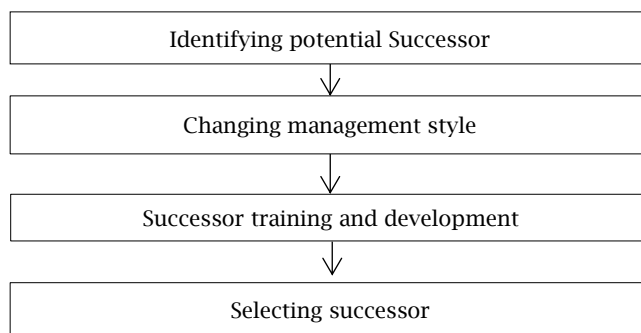 Identifying potential Successor
Changing management style
Successor training and development
Selecting successor